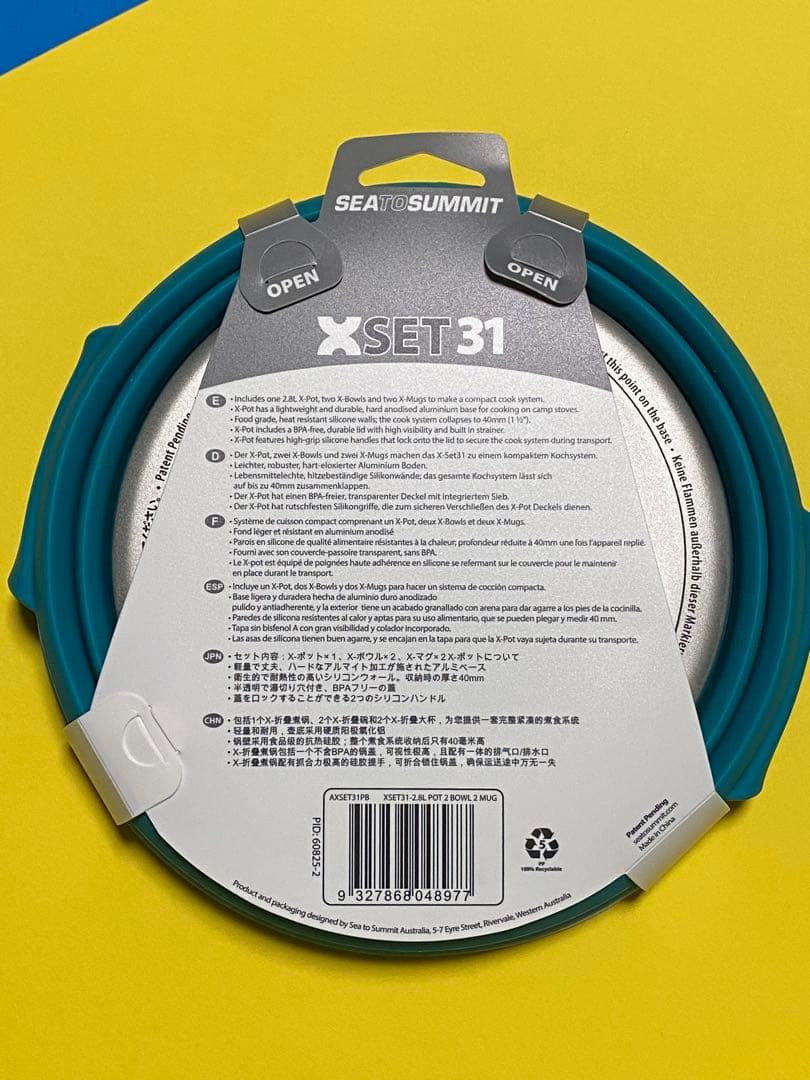 SEATOSUMMIT
OPEN
OPEN
XSET 31
E • Includes one 2.8L X-Pot, two X-Bowls and two X-Mugs to make a compact cook system.
• X-Pot has a lightweight and durable, hard anodised aluminium base for cooking on camp stoves.
• Food grade, heat resistant silicone walls; the cook system collapses to 40mm (1 ½").
• X-Pot includes a BPA-free, durable lid with high visibility and built in strainer.
• X-Pot features high-grip silicone handles that lock onto the lid to secure the cook system during transport.
D • Der X-Pot, zwei X-Bowls und zwei X-Mugs machen das X-Set31 zu einem kompaktem Kochsystem.
• Leichter, robuster, hart-eloxierter Aluminium Boden.
• Lebensmittelechte, hitzebeständige Silikonwände; das gesamte Kochsystem lässt sich
auf bis zu 40mm zusammenklappen.
• Der X-Pot hat einen BPA-freier, transparenter Deckel mit integriertem Sieb.
• Der X-Pot hat rutschfesten Silikongriffe, die zum sicheren Verschließen des X-Pot Deckels dienen.
F • Système de cuisson compact comprenant un X-Pot, deux X-Bowls et deux X-Mugs.
• Fond léger et résistant en aluminium anodisé
• Parois en silicone de qualité alimentaire résistantes à la chaleur; profondeur réduite à 40mm une fois l'appareil replié.
• Fourni avec son couvercle-passoire transparent, sans BPA.
• Le X-pot est équipé de poignées haute adhérence en silicone se refermant sur le couvercle pour le maintenir
en place durant le transport.
ESP • Incluye un X-Pot, dos X-Bowls y dos X-Mugs para hacer un sistema de cocción compacta.
• Base ligera y duradera hecha de aluminio duro anodizado
pulido y antiadherente, y la exterior tiene un acabado granallado con arena para dar agarre a los pies de la cocinilla.
• Paredes de silicona resistentes al calor y aptas para uso alimentario, que se pueden plegar y medir 40 mm.
• Tapa sin bisfenol A con gran visibilidad y colador incorporado.
• Las asas de silicona tienen buen agarre, y se encajan en la tapa para que la X-Pot vaya sujeta durante su transporte.
JPN • セット内容：X-ポット×１、X-ボウル×２、X-マグ×２X-ポットについて
• 軽量で丈夫、ハードなアルマイト加工が施されたアルミベース
• 衛生的で耐熱性の高いシリコンウォール。収納時の厚さ40mm
• 半透明で湯切り穴付き、BPAフリーの蓋
• 蓋をロックすることができる2つのシリコンハンドル
CHN • 包括1个X-折叠煮锅、2个X-折叠碗和2个X-折叠大杯，为您提供一套完整紧凑的煮食系统
• 轻量和耐用，壶底采用硬质阳极氧化铝
• 锅壁采用食品级的抗热硅胶；整个煮食系统收纳后只有40毫米高
• X-折叠煮锅包括一个不含BPA的锅盖，可视性极高，且配有一体的排气口/排水口
• X-折叠煮锅配有抓合力极高的硅胶提手，可折合锁住锅盖，确保运送途中万无一失
AXSET31PB XSET31-2.8L POT 2 BOWL 2 MUG
PID: 60825-2
9 327868 048977
5
PP
100% Recyclable
Patent Pending
seatosummit.com
Made in China
Product and packaging designed by Sea to Summit Australia, 5-7 Eyre Street, Rivervale, Western Australia
ださい。• Patent Pending
this point on the base • Keine Flammen außerhalb dieser